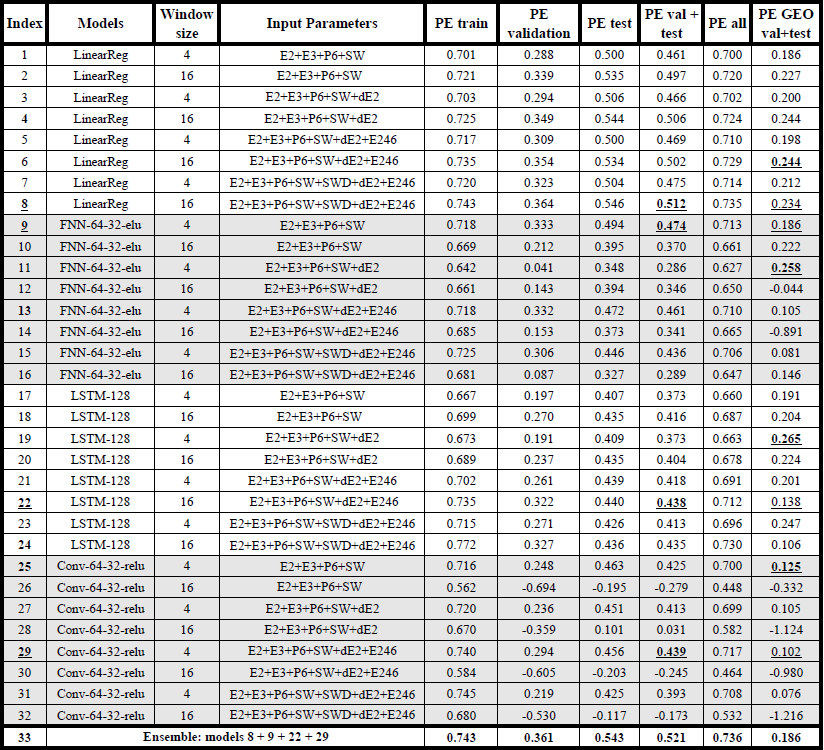 Index Models Window size Input Parameters PE train PE validation PE test PE val + test PE all PE GEO val+test
1 LinearReg 4 E2+E3+P6+SW 0.701 0.288 0.500 0.461 0.700 0.186
2 LinearReg 16 E2+E3+P6+SW 0.721 0.339 0.535 0.497 0.720 0.227
3 LinearReg 4 E2+E3+P6+SW+dE2 0.703 0.294 0.506 0.466 0.702 0.200
4 LinearReg 16 E2+E3+P6+SW+dE2 0.725 0.349 0.544 0.506 0.724 0.244
5 LinearReg 4 E2+E3+P6+SW+dE2+E246 0.717 0.309 0.500 0.469 0.710 0.198
6 LinearReg 16 E2+E3+P6+SW+dE2+E246 0.735 0.354 0.534 0.502 0.729 0.244
7 LinearReg 4 E2+E3+P6+SW+SWD+dE2+E246 0.720 0.323 0.504 0.475 0.714 0.212
8 LinearReg 16 E2+E3+P6+SW+SWD+dE2+E246 0.743 0.364 0.546 0.512 0.735 0.234
9 FNN-64-32-elu 4 E2+E3+P6+SW 0.718 0.333 0.494 0.474 0.713 0.186
10 FNN-64-32-elu 16 E2+E3+P6+SW 0.669 0.212 0.395 0.370 0.661 0.222
11 FNN-64-32-elu 4 E2+E3+P6+SW+dE2 0.642 0.041 0.348 0.286 0.627 0.258
12 FNN-64-32-elu 16 E2+E3+P6+SW+dE2 0.661 0.143 0.394 0.346 0.650 -0.044
13 FNN-64-32-elu 4 E2+E3+P6+SW+dE2+E246 0.718 0.332 0.472 0.461 0.710 0.105
14 FNN-64-32-elu 16 E2+E3+P6+SW+dE2+E246 0.685 0.153 0.373 0.341 0.665 -0.891
15 FNN-64-32-elu 4 E2+E3+P6+SW+SWD+dE2+E246 0.725 0.306 0.446 0.436 0.706 0.081
16 FNN-64-32-elu 16 E2+E3+P6+SW+SWD+dE2+E246 0.681 0.087 0.327 0.289 0.647 0.146
17 LSTM-128 4 E2+E3+P6+SW 0.667 0.197 0.407 0.373 0.660 0.191
18 LSTM-128 16 E2+E3+P6+SW 0.699 0.270 0.435 0.416 0.687 0.204
19 LSTM-128 4 E2+E3+P6+SW+dE2 0.673 0.191 0.409 0.373 0.663 0.265
20 LSTM-128 16 E2+E3+P6+SW+dE2 0.689 0.237 0.435 0.404 0.678 0.224
21 LSTM-128 4 E2+E3+P6+SW+dE2+E246 0.702 0.261 0.439 0.418 0.691 0.201
22 LSTM-128 16 E2+E3+P6+SW+dE2+E246 0.735 0.322 0.440 0.438 0.712 0.138
23 LSTM-128 4 E2+E3+P6+SW+SWD+dE2+E246 0.715 0.271 0.426 0.413 0.696 0.247
24 LSTM-128 16 E2+E3+P6+SW+SWD+dE2+E246 0.772 0.327 0.436 0.435 0.730 0.106
25 Conv-64-32-relu 4 E2+E3+P6+SW 0.716 0.248 0.463 0.425 0.700 0.125
26 Conv-64-32-relu 16 E2+E3+P6+SW 0.562 -0.694 -0.195 -0.279 0.448 -0.332
27 Conv-64-32-relu 4 E2+E3+P6+SW+dE2 0.720 0.236 0.451 0.413 0.699 0.105
28 Conv-64-32-relu 16 E2+E3+P6+SW+dE2 0.670 -0.359 0.101 0.031 0.582 -1.124
29 Conv-64-32-relu 4 E2+E3+P6+SW+dE2+E246 0.740 0.294 0.456 0.439 0.717 0.102
30 Conv-64-32-relu 16 E2+E3+P6+SW+dE2+E246 0.584 -0.605 -0.203 -0.245 0.464 -0.980
31 Conv-64-32-relu 4 E2+E3+P6+SW+SWD+dE2+E246 0.745 0.219 0.425 0.393 0.708 0.076
32 Conv-64-32-relu 16 E2+E3+P6+SW+SWD+dE2+E246 0.680 -0.530 -0.117 -0.173 0.532 -1.216
33 Ensemble: models 8 + 9 + 22 + 29 0.743 0.361 0.543 0.521 0.736 0.186